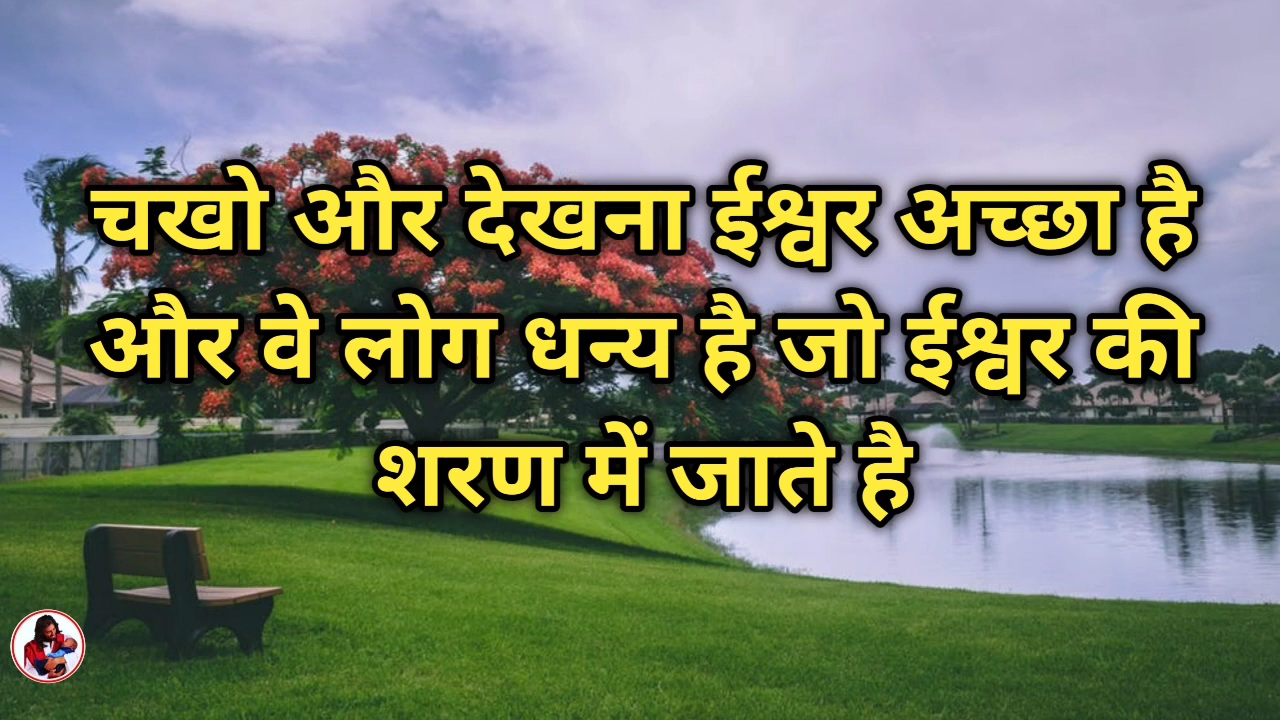 चखो और देखना ईश्वर अच्छा है
और वे लोग धन्य है जो ईश्वर की
शरण में जाते है